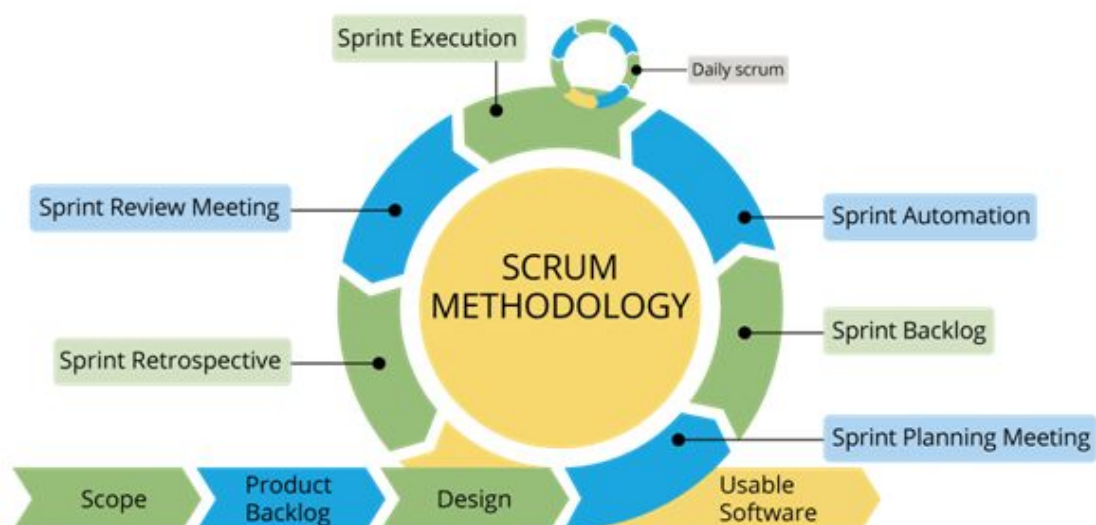 Sprint Execution
Daily scrum
Sprint Review Meeting
Sprint Automation
SCRUM
METHODOLOGY
Sprint Backlog
Sprint Retrospective
Sprint Planning Meeting
Scope
Product
Backlog
Design
Usable
Software